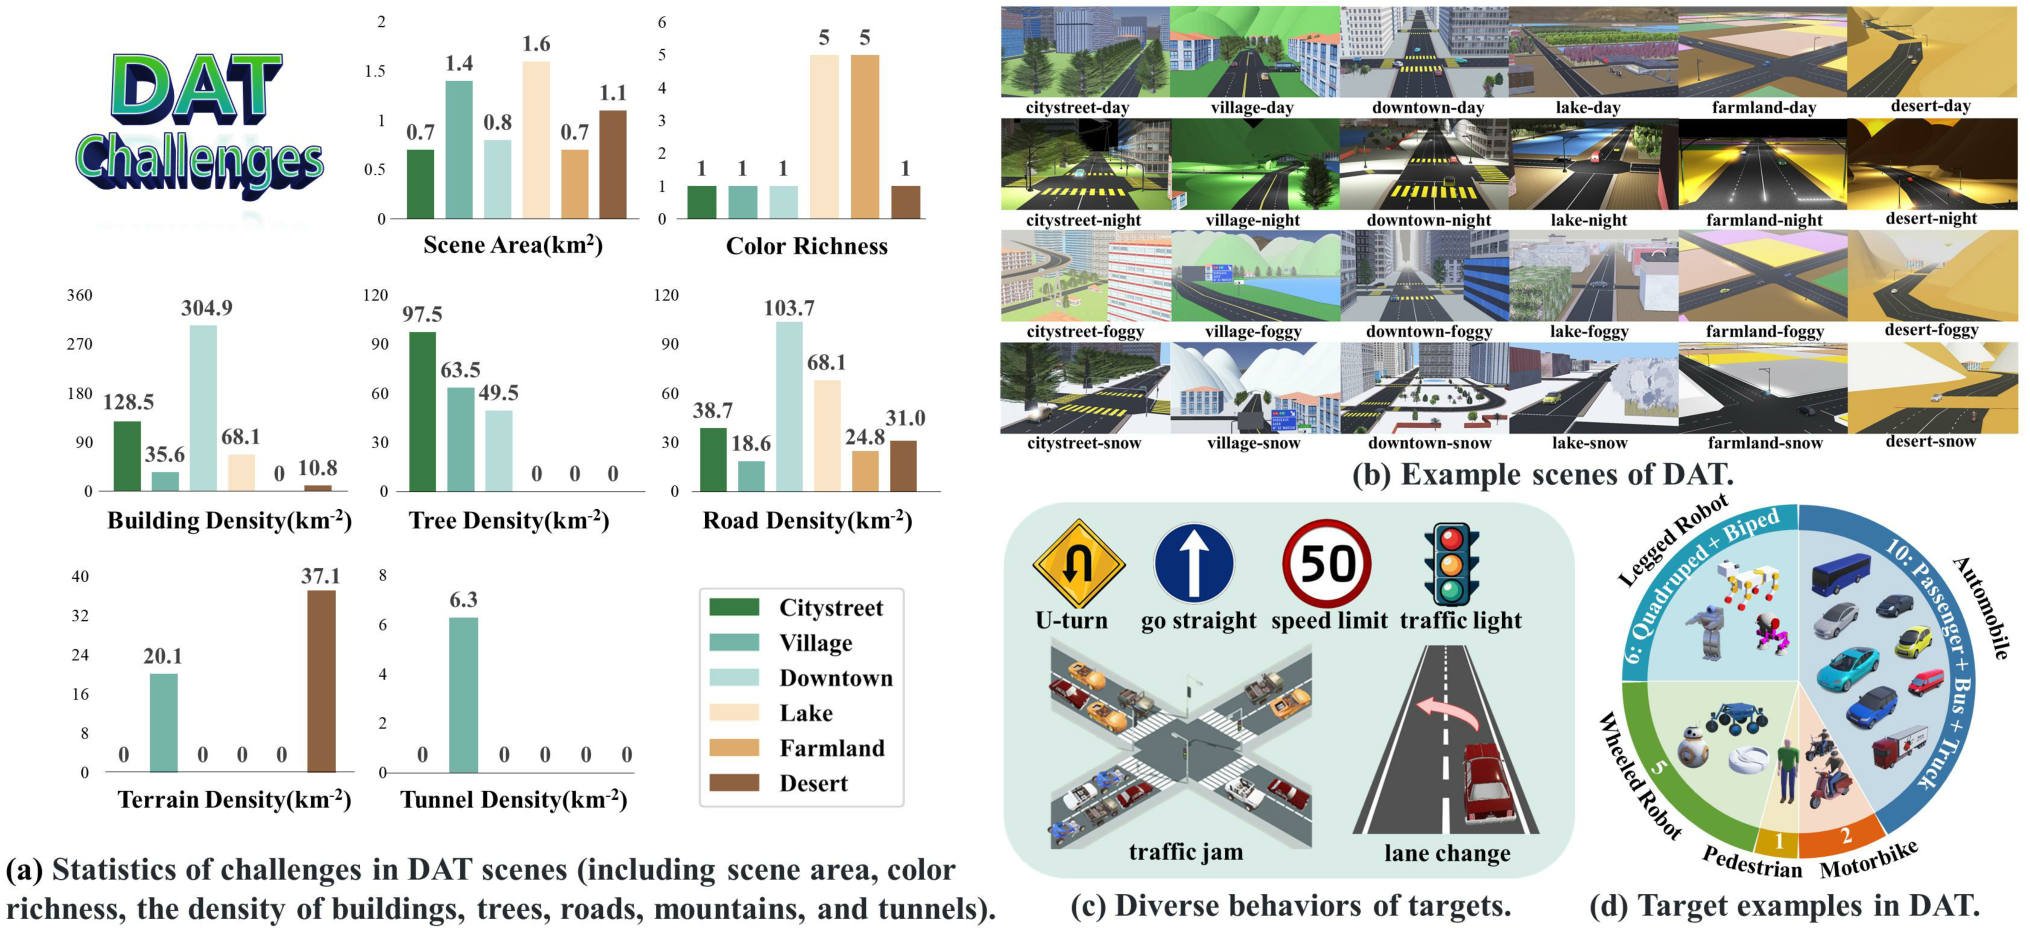 DAT
Challenges
2
1.5
1
0.5
0
0.7
1.4
0.8
1.6
0.7
1.1
Scene Area(km²)
6
5
4
3
2
1
0
1
1
1
5
5
1
Color Richness
360
270
180
90
0
128.5
35.6
304.9
68.1
0
10.8
Building Density(km⁻²)
120
90
60
30
0
97.5
63.5
49.5
0
0
0
Tree Density(km⁻²)
120
90
60
30
0
38.7
18.6
103.7
68.1
24.8
31.0
Road Density(km⁻²)
40
32
24
16
8
0
0
20.1
0
0
0
37.1
Terrain Density(km⁻²)
8
6
4
2
0
0
6.3
0
0
0
0
Tunnel Density(km⁻²)
Citystreet
Village
Downtown
Lake
Farmland
Desert
(a) Statistics of challenges in DAT scenes (including scene area, color
richness, the density of buildings, trees, roads, mountains, and tunnels).
citystreet-day village-day downtown-day lake-day farmland-day desert-day
citystreet-night village-night downtown-night lake-night farmland-night desert-night
citystreet-foggy village-foggy downtown-foggy lake-foggy farmland-foggy desert-foggy
citystreet-snow village-snow downtown-snow lake-snow farmland-snow desert-snow
(b) Example scenes of DAT.
50
U-turn go straight speed limit traffic light
traffic jam lane change
(c) Diverse behaviors of targets.
Legged Robot
6: Quadruped + Biped
Automobile
10: Passenger + Bus + Truck
Wheeled Robot
5
Pedestrian
1
Motorbike
2
(d) Target examples in DAT.